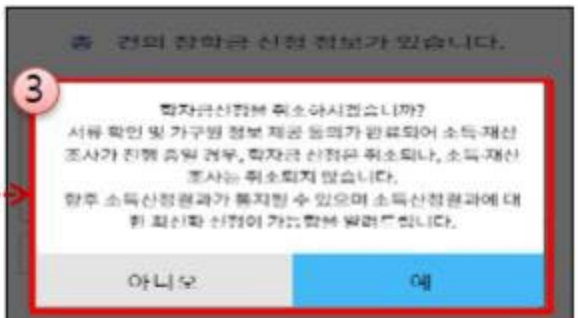 총 건의 장학금 신청 정보가 있습니다.
3
학자금신청을 취소하시겠습니까?
서류 확인 및 가구원 정보 제공 동의가 완료되어 소득·재산
조사가 진행 중일 경우, 학자금 신청은 취소되나, 소득·재산
조사는 취소되지 않습니다.
향후 소득산정결과가 통지될 수 있으며 소득산정결과에 대
한 최신화 신청이 가능함을 알려드립니다.
아니오
예